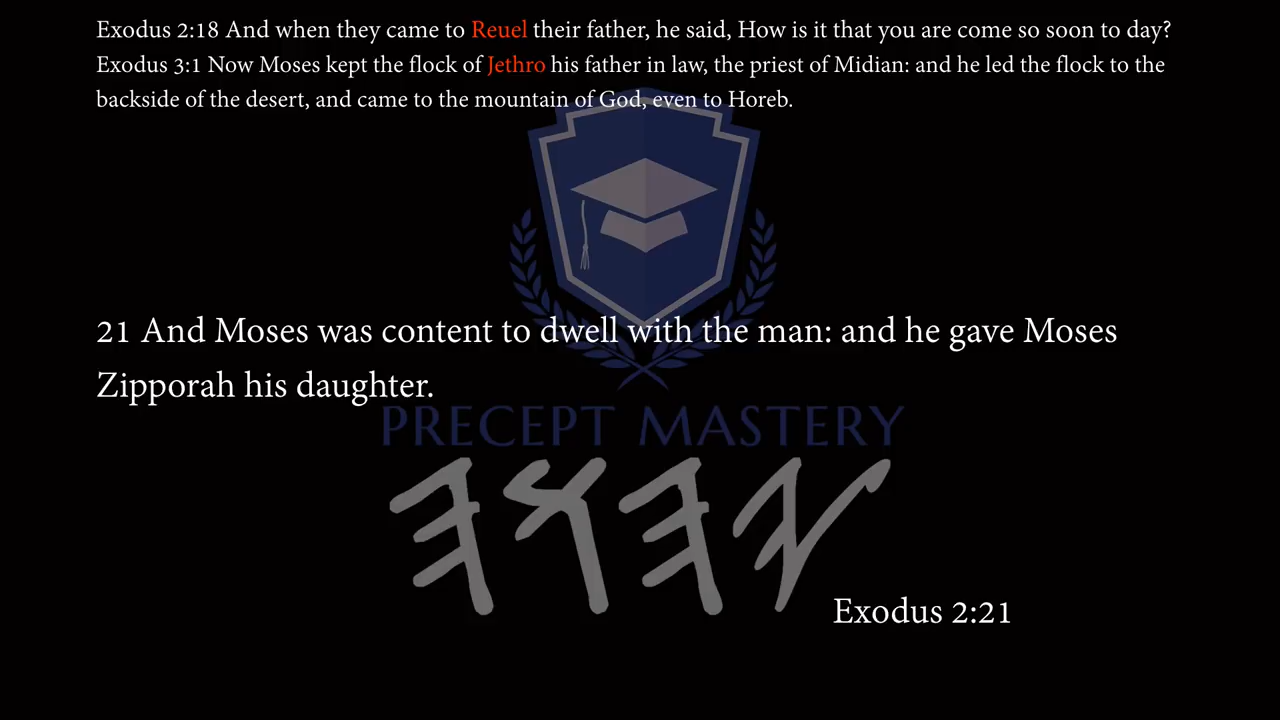 Exodus 2:18 And when they came to Reuel their father, he said, How is it that you are come so soon to day?
Exodus 3:1 Now Moses kept the flock of Jethro his father in law, the priest of Midian: and he led the flock to the
backside of the desert, and came to the mountain of God, even to Horeb.
21 And Moses was content to dwell with the man: and he gave Moses
Zipporah his daughter.
PRECEPT MASTERY
𐤉𐤄𐤅𐤄
Exodus 2:21